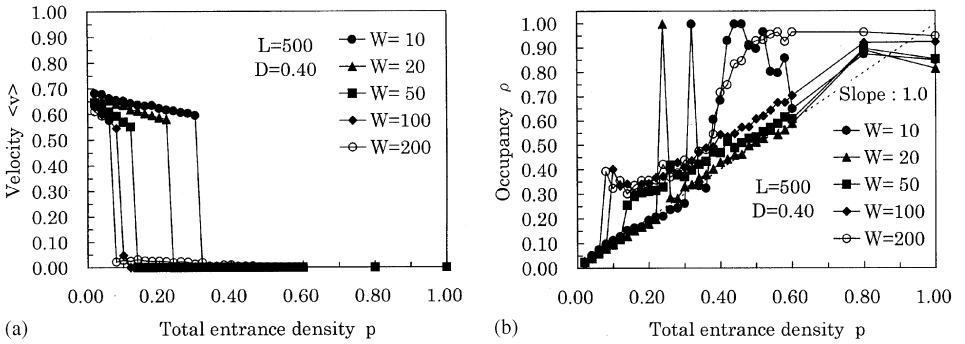 1.00
0.90
0.80
0.70
0.60
0.50
0.40
0.30
0.20
0.10
0.00
Velocity <v>
L=500
D=0.40
W= 10
W= 20
W= 50
W=100
W=200
0.00 0.20 0.40 0.60 0.80 1.00
(a) Total entrance density p
1.00
0.90
0.80
0.70
0.60
0.50
0.40
0.30
0.20
0.10
0.00
Occupancy ρ
Slope : 1.0
L=500
D=0.40
W= 10
W= 20
W= 50
W=100
W=200
0.00 0.20 0.40 0.60 0.80 1.00
(b) Total entrance density p